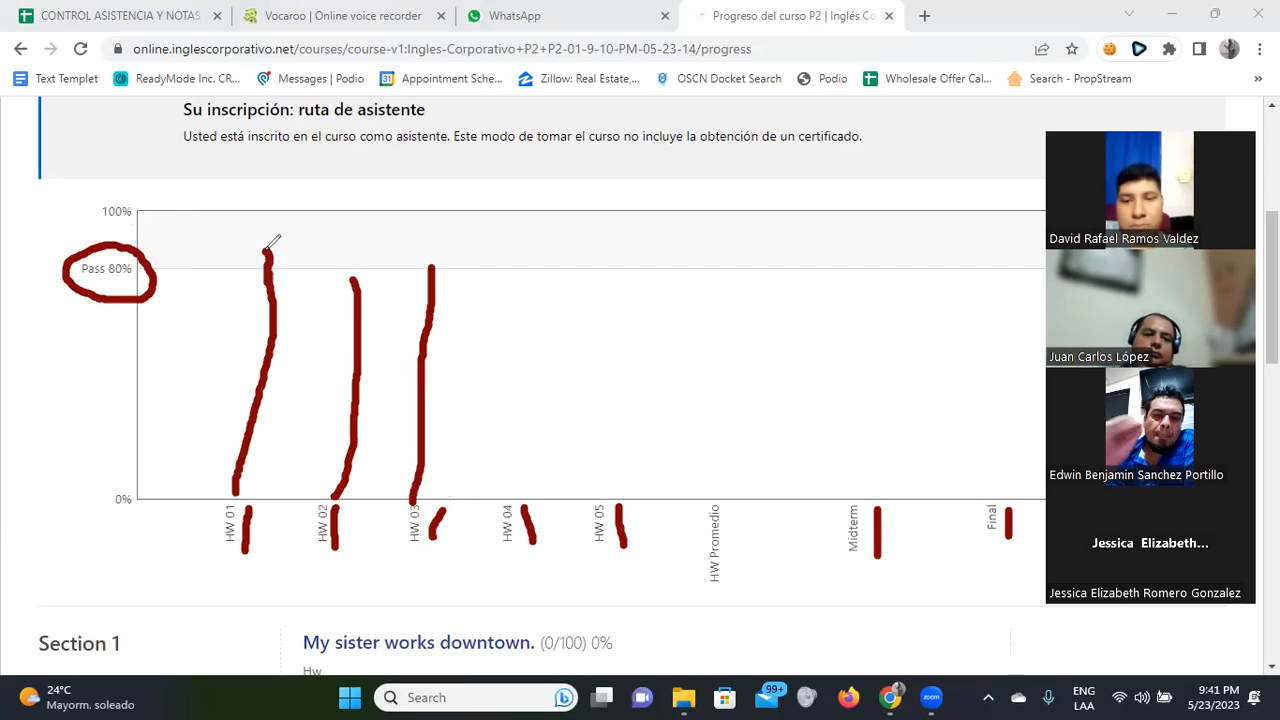 CONTROL ASISTENCIA Y NOTAS
Vocaroo | Online voice recorder
WhatsApp
Progreso del curso P2 | Inglés Co
online.inglescorporativo.net/courses/course-v1:Ingles-Corporativo+P2+P2-01-9-10-PM-05-23-14/progress
Text Templet
ReadyMode Inc. CR...
Messages | Podio
Appointment Sche...
Zillow: Real Estate,...
OSCN Docket Search
Podio
Wholesale Offer Cal...
Search - PropStream
»
Su inscripción: ruta de asistente
Usted está inscrito en el curso como asistente. Este modo de tomar el curso no incluye la obtención de un certificado.
100%
Pass 80%
0%
HW 01
HW 02
HW 03
HW 04
HW 05
HW Promedio
Midterm
Final
David Rafael Ramos Valdez
Juan Carlos López
Edwin Benjamin Sanchez Portillo
Jessica Elizabeth...
Jessica Elizabeth Romero Gonzalez
Section 1
My sister works downtown. (0/100) 0%
Hw
24°C
Mayorm. soleado
Search
99+
ENG
LAA
9:41 PM
5/23/2023